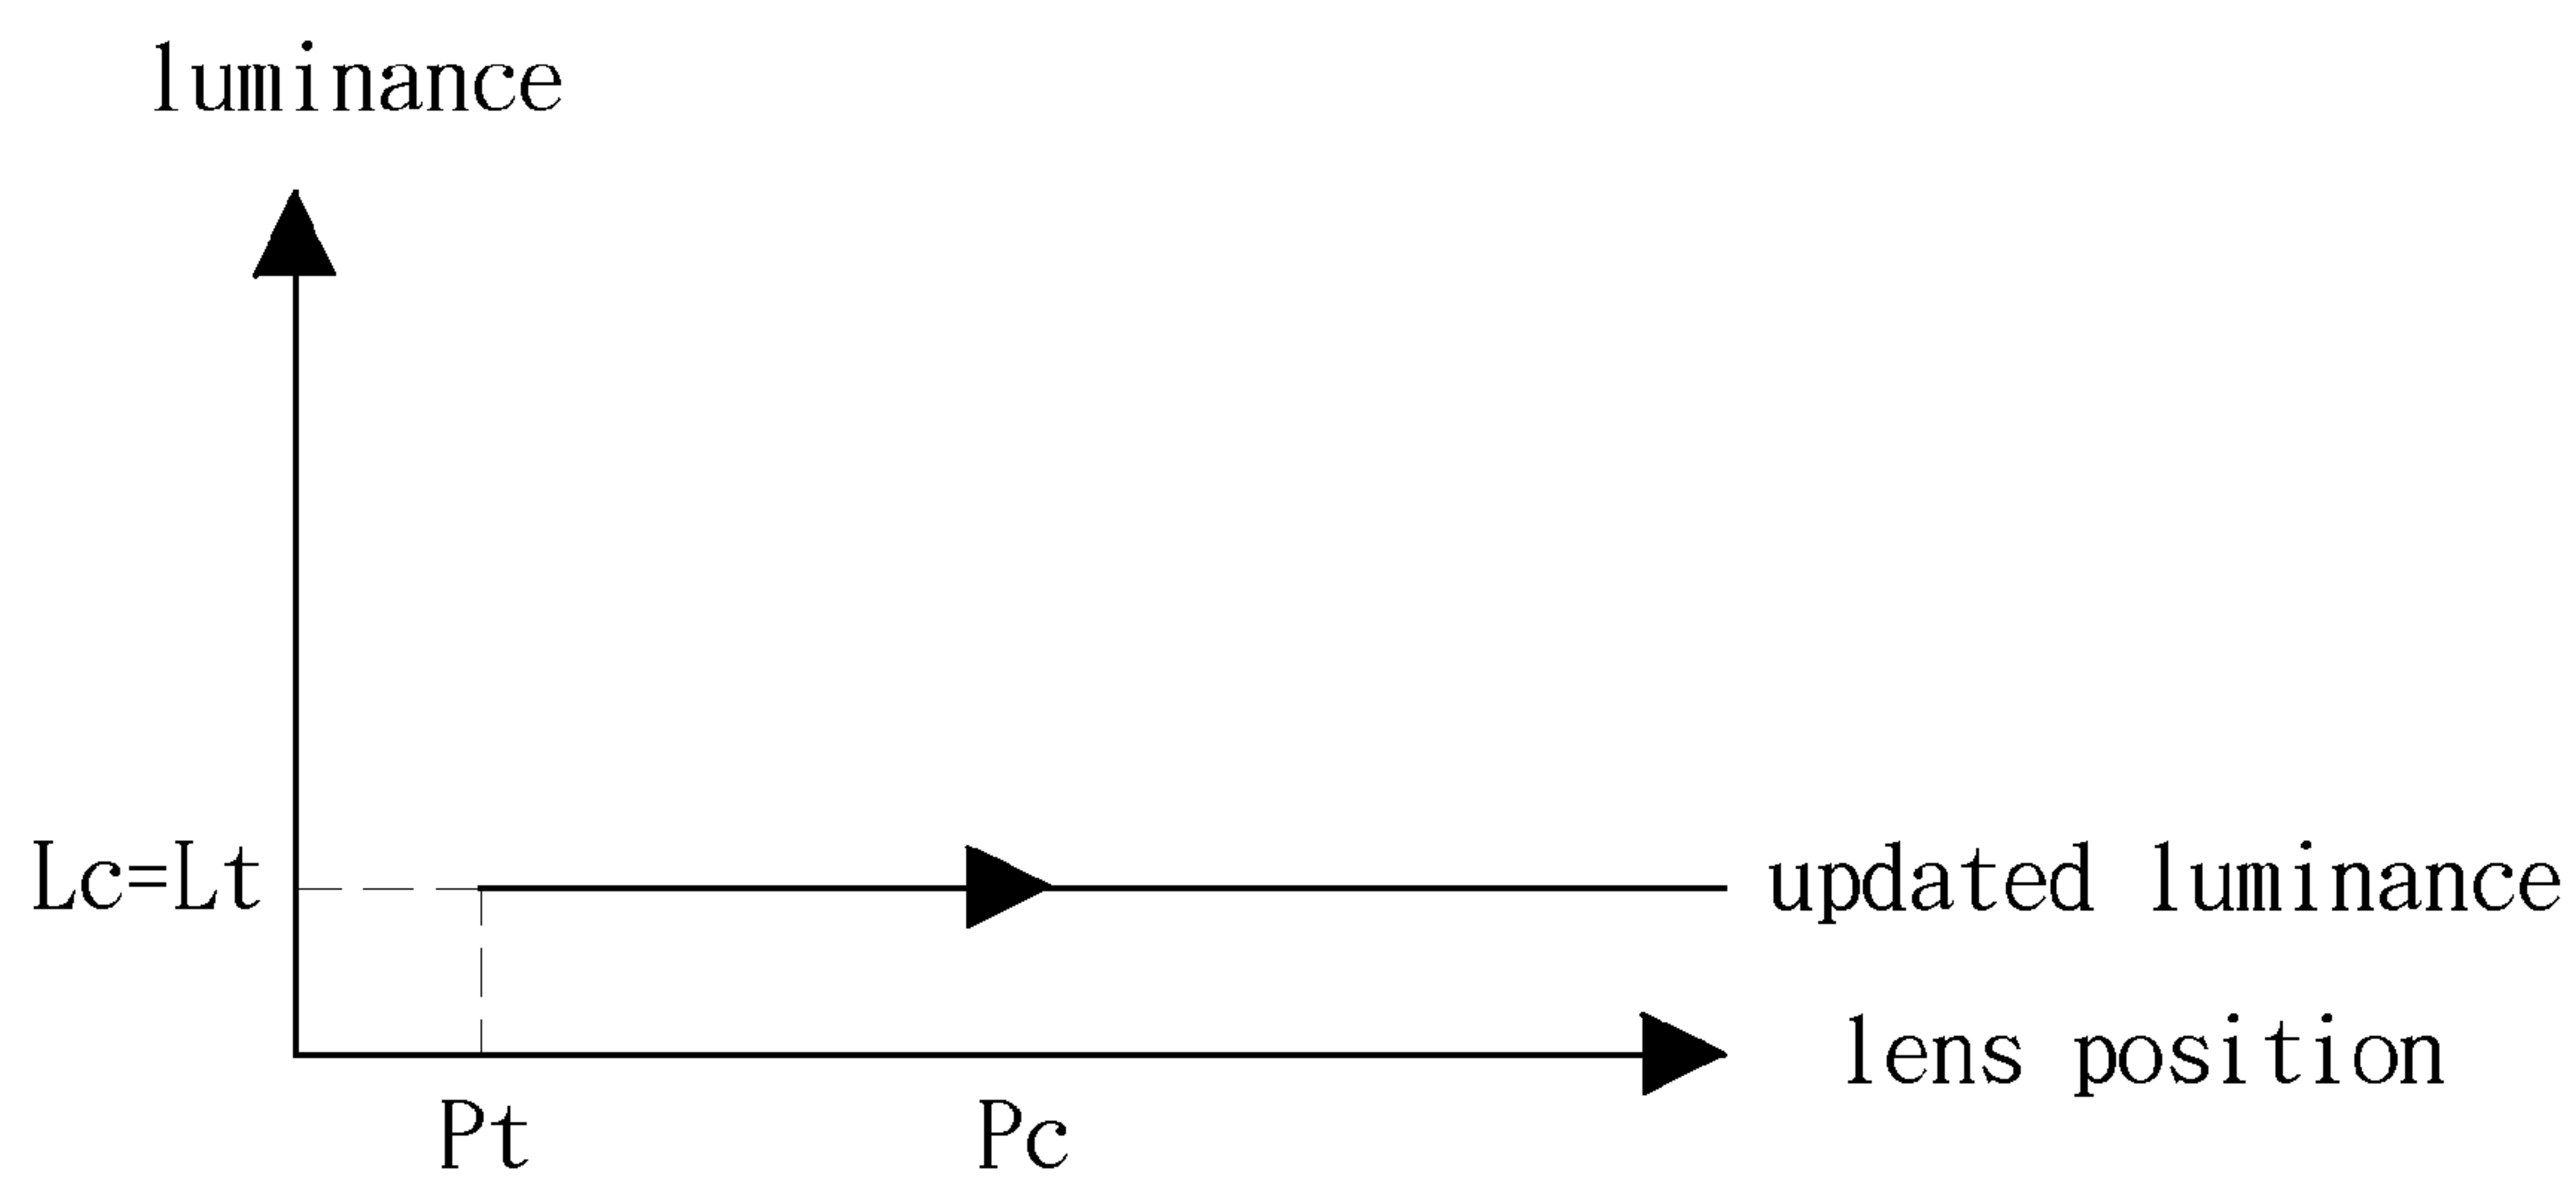 luminance
Lc=Lt
updated luminance
lens position
Pt
Pc